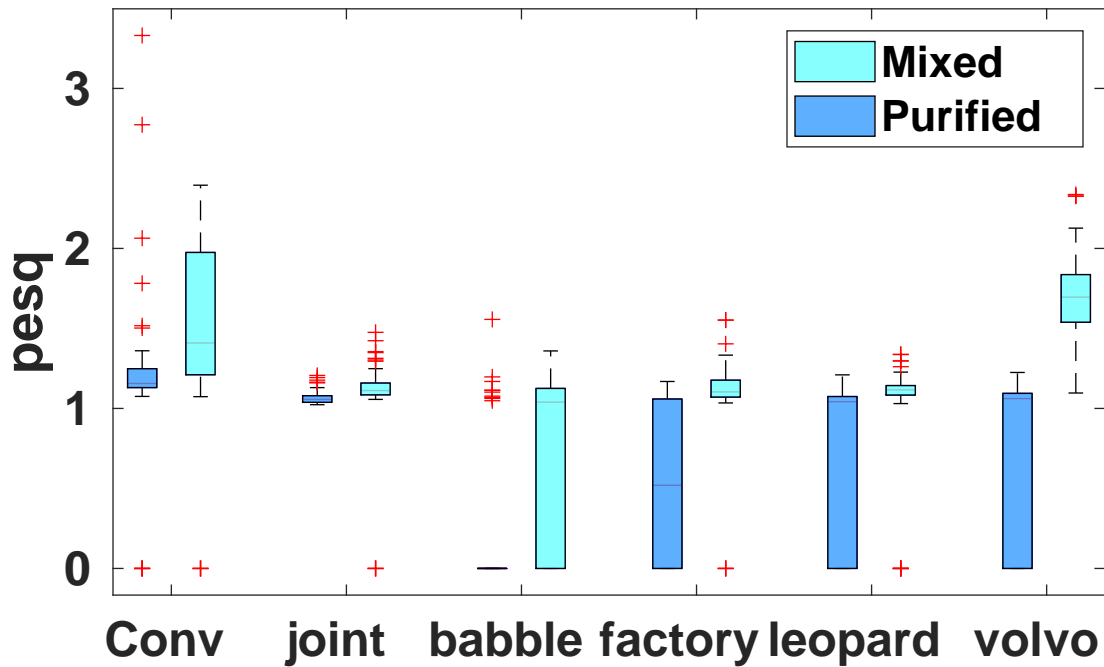 Mixed
Purified
pesq
3
2
1
0
Conv joint babble factory leopard volvo